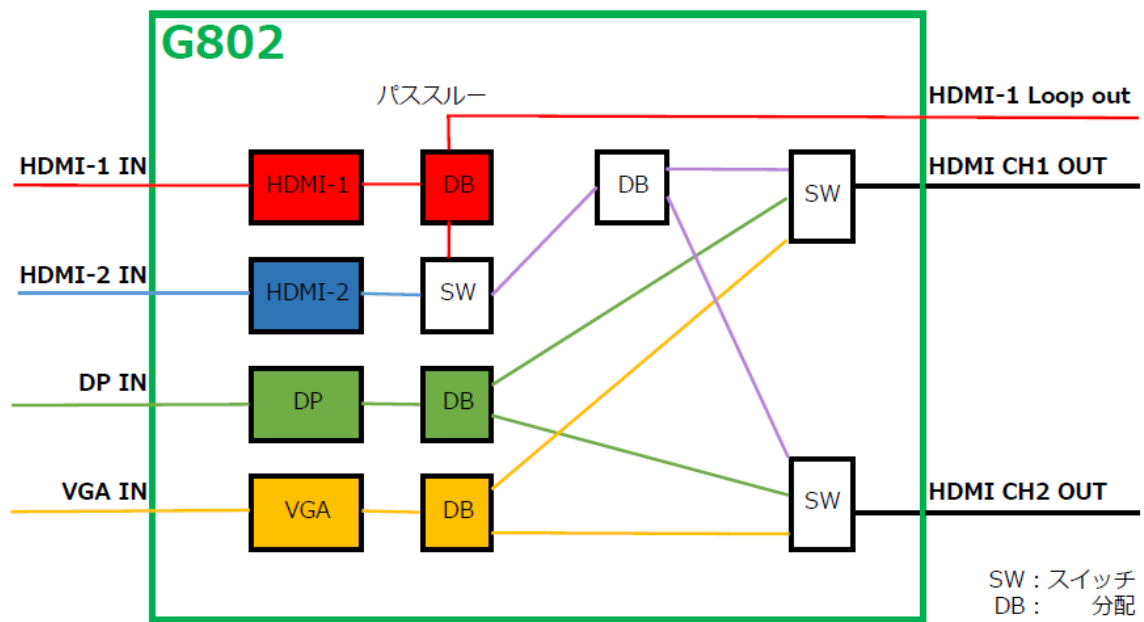 G802
パススルー
HDMI-1 Loop out
HDMI-1 IN
HDMI-1
DB
DB
SW
HDMI CH1 OUT
HDMI-2 IN
HDMI-2
SW
DP IN
DP
DB
VGA IN
VGA
DB
SW
HDMI CH2 OUT
SW：スイッチ
DB：　　分配